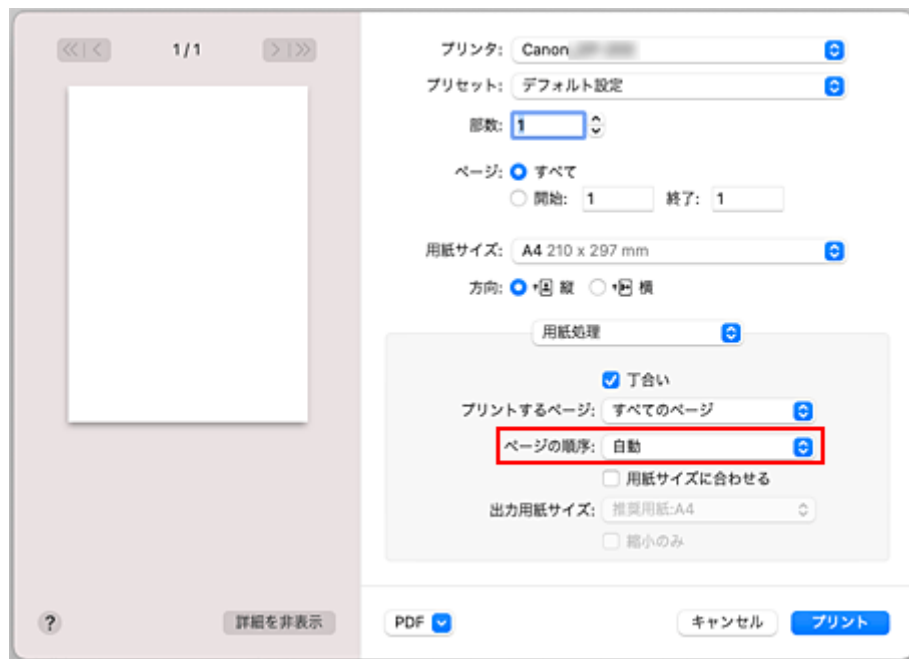 1/1
プリンタ: Canon
プリセット: デフォルト設定
部数: 1
ページ: すべて
開始: 1 終了: 1
用紙サイズ: A4 210 x 297 mm
方向: 縦 横
用紙処理
丁合い
プリントするページ: すべてのページ
ページの順序: 自動
用紙サイズに合わせる
出力用紙サイズ: 推奨用紙:A4
縮小のみ
? 詳細を非表示 PDF キャンセル プリント